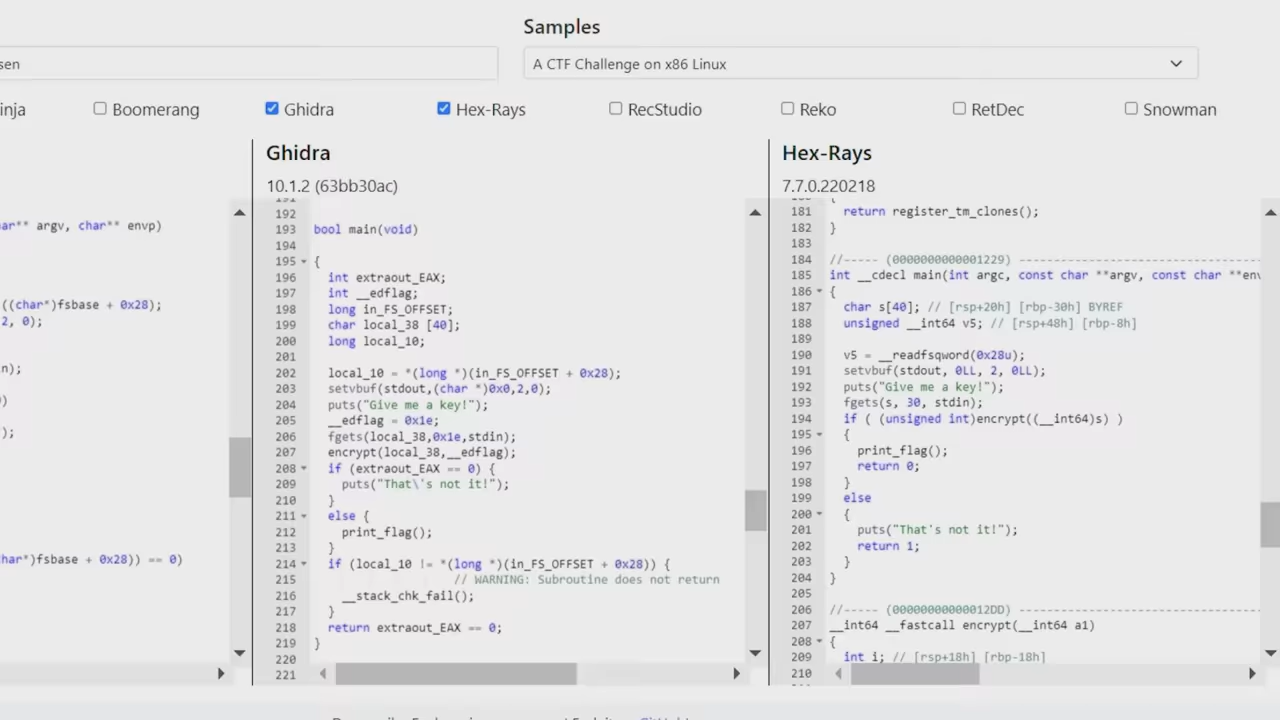 Samples
sen
A CTF Challenge on x86 Linux
inja
Boomerang
Ghidra
Hex-Rays
RecStudio
Reko
RetDec
Snowman
ar** argv, char** envp)
((char*)fsbase + 0x28);
2, 0);
n);
)
");
har*)fsbase + 0x28)) == 0)
Ghidra
10.1.2 (63bb30ac)
191
192
193 bool main(void)
194
195 {
196 int extraout_EAX;
197 int __edflag;
198 long in_FS_OFFSET;
199 char local_38 [40];
200 long local_10;
201
202 local_10 = *(long *)(in_FS_OFFSET + 0x28);
203 setvbuf(stdout,(char *)0x0,2,0);
204 puts("Give me a key!");
205 __edflag = 0x1e;
206 fgets(local_38,0x1e,stdin);
207 encrypt(local_38,__edflag);
208 if (extraout_EAX == 0) {
209 puts("That\'s not it!");
210 }
211 else {
212 print_flag();
213 }
214 if (local_10 != *(long *)(in_FS_OFFSET + 0x28)) {
215 // WARNING: Subroutine does not return
216 __stack_chk_fail();
217 }
218 return extraout_EAX == 0;
219 }
220
221
Hex-Rays
7.7.0.220218
180 {
181 return register_tm_clones();
182 }
183
184 //----- (0000000000001229) ----------------------------------
185 int __cdecl main(int argc, const char **argv, const char **env
186 {
187 char s[40]; // [rsp+20h] [rbp-30h] BYREF
188 unsigned __int64 v5; // [rsp+48h] [rbp-8h]
189
190 v5 = __readfsqword(0x28u);
191 setvbuf(stdout, 0LL, 2, 0LL);
192 puts("Give me a key!");
193 fgets(s, 30, stdin);
194 if ( (unsigned int)encrypt((__int64)s) )
195 {
196 print_flag();
197 return 0;
198 }
199 else
200 {
201 puts("That's not it!");
202 return 1;
203 }
204 }
205
206 //----- (00000000000012DD) ----------------------------------
207 __int64 __fastcall encrypt(__int64 a1)
208 {
209 int i; // [rsp+18h] [rbp-18h]
210